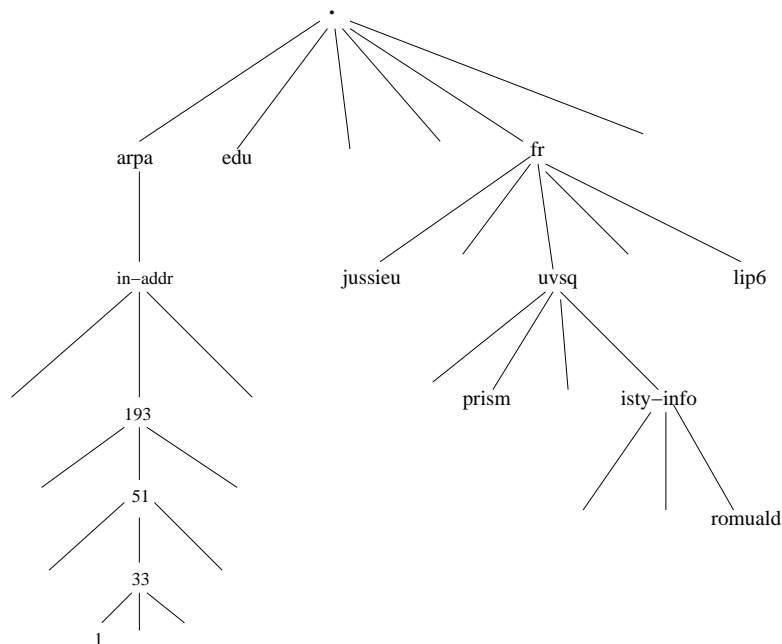 .
arpa edu fr
in−addr jussieu uvsq lip6
prism isty−info
193
51
romuald
33
1